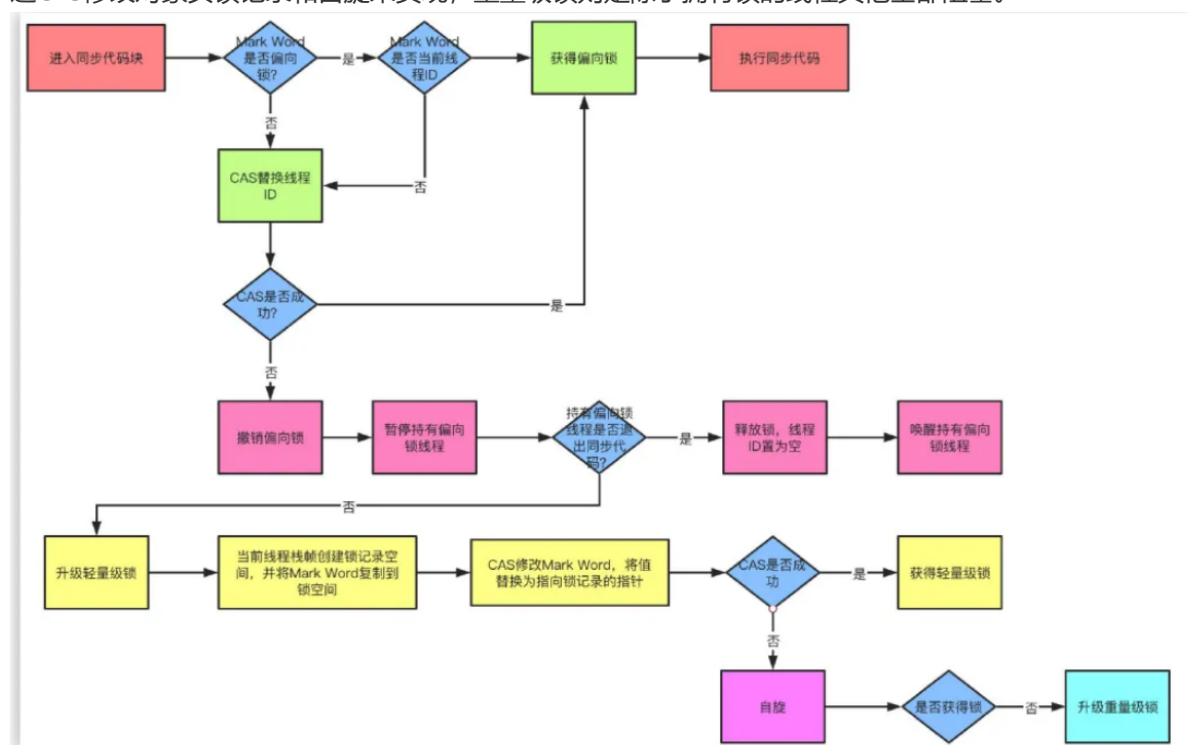 进入同步代码块
Mark Word
是否偏向
锁?
是
Mark Word
是否当前线
程ID
获得偏向锁
执行同步代码
否
CAS替换线程
ID
否
CAS是否成
功?
是
否
撤销偏向锁
暂停持有偏向
锁线程
持有偏向锁
线程是否退
出同步代
码?
是
释放锁，线程
ID置为空
唤醒持有偏向
锁线程
否
升级轻量级锁
当前线程栈帧创建锁记录空
间，并将Mark Word复制到
锁空间
CAS修改Mark Word，将值
替换为指向锁记录的指针
CAS是否成
功
是
获得轻量级锁
否
自旋
是否获得锁
否
升级重量级锁